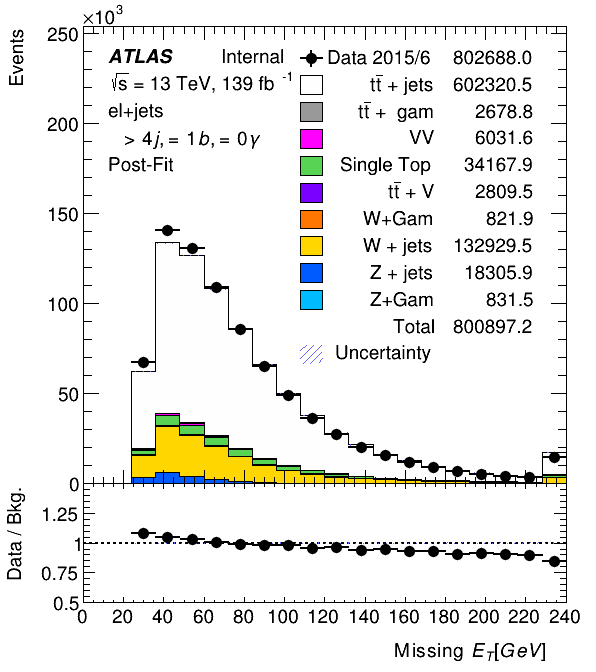 ×10³
Events
250
200
150
100
50
0
ATLAS Internal
√s = 13 TeV, 139 fb⁻¹
el+jets
> 4j, = 1b, = 0γ
Post-Fit
Data 2015/6 802688.0
tt̄ + jets 602320.5
tt̄ + gam 2678.8
VV 6031.6
Single Top 34167.9
tt̄ + V 2809.5
W+Gam 821.9
W + jets 132929.5
Z + jets 18305.9
Z+Gam 831.5
Total 800897.2
Uncertainty
Data / Bkg.
1.25
1
0.75
0.5
0 20 40 60 80 100 120 140 160 180 200 220 240
Missing E_T[GeV]